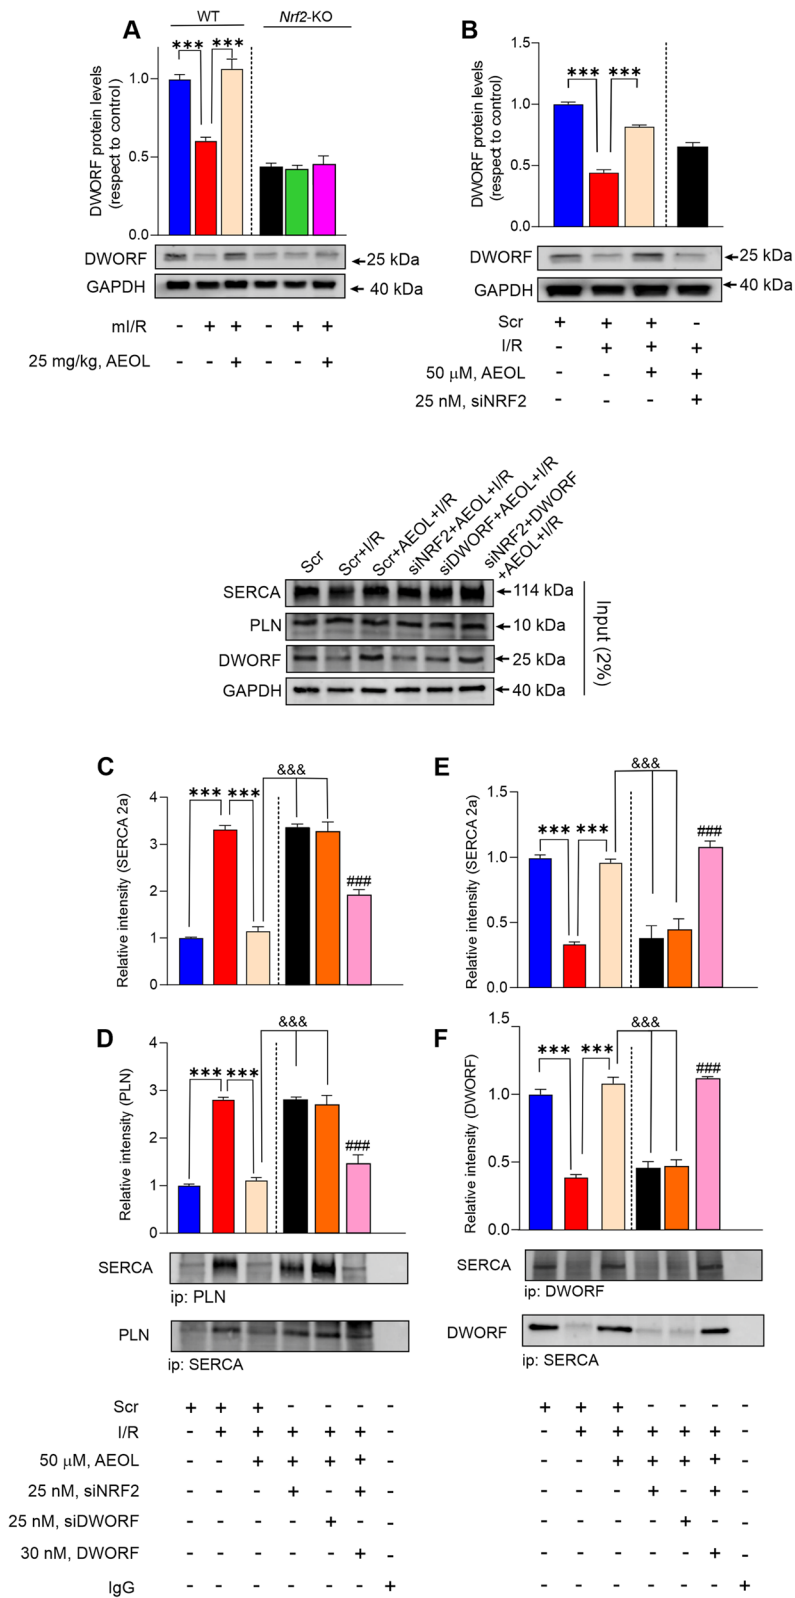 A
WT
Nrf2-KO
*** ***
DWORF protein levels
(respect to control)
1.0
0.5
0.0
DWORF
←25 kDa
GAPDH
← 40 kDa
mI/R
- + + - + +
25 mg/kg, AEOL
- - + - - +
B
1.5
*** ***
DWORF protein levels
(respect to control)
1.0
0.5
0.0
DWORF
←25 kDa
GAPDH
←40 kDa
Scr
+ + + -
I/R
- + + +
50 μM, AEOL
- - + +
25 nM, siNRF2
- - - +
Scr
Scr+I/R
Scr+AEOL+I/R
siNRF2+AEOL+I/R
siDWORF+AEOL+I/R
siNRF2+DWORF
+AEOL+I/R
SERCA
←114 kDa
PLN
←10 kDa
DWORF
←25 kDa
GAPDH
←40 kDa
Input (2%)
C
&&&
*** ***
###
Relative intensity (SERCA 2a)
4
3
2
1
0
E
&&&
*** ***
###
Relative intensity (SERCA 2a)
1.5
1.0
0.5
0.0
D
&&&
*** ***
###
Relative intensity (PLN)
4
3
2
1
0
SERCA
ip: PLN
PLN
ip: SERCA
F
&&&
*** ***
###
Relative intensity (DWORF)
1.5
1.0
0.5
0.0
SERCA
ip: DWORF
DWORF
ip: SERCA
Scr
+ + + - - - -
+ + + - - - -
I/R
- + + + + + -
- + + + + + -
50 μM, AEOL
- - + + + + -
- - + + + + -
25 nM, siNRF2
- - - + - + -
- - - + - + -
25 nM, siDWORF
- - - - + - -
- - - - + - -
30 nM, DWORF
- - - - - + -
- - - - - + -
IgG
- - - - - - +
- - - - - - +